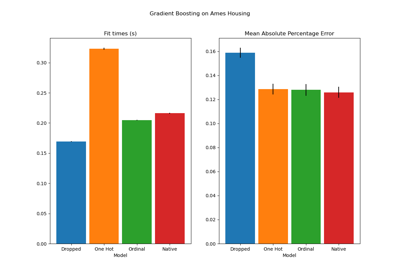 Gradient Boosting on Ames Housing
Fit times (s)
0.30
0.25
0.20
0.15
0.10
0.05
0.00
Dropped One Hot Ordinal Native
Model
Mean Absolute Percentage Error
0.16
0.14
0.12
0.10
0.08
0.06
0.04
0.02
0.00
Dropped One Hot Ordinal Native
Model